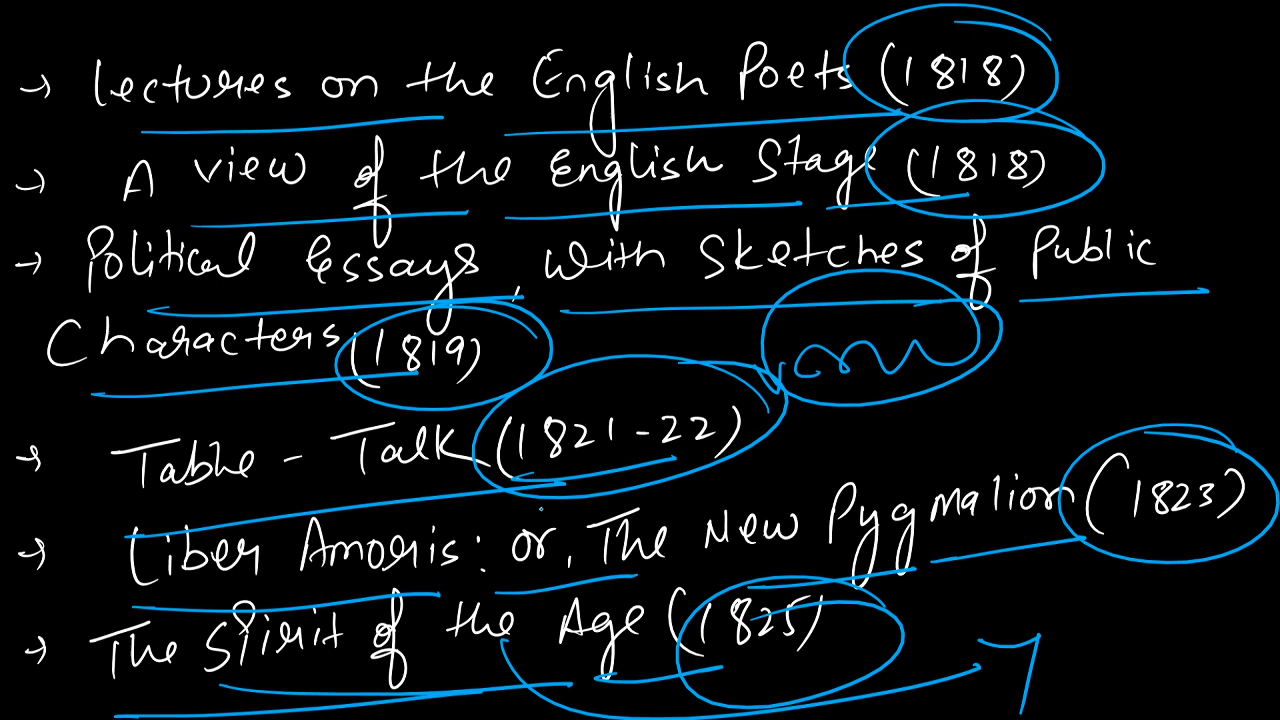 → Lectures on the English Poets (1818)
→ A view of the English Stage (1818)
→ Political Essays, with Sketches of Public
Characters (1819)
→ Table - Talk (1821-22)
→ Liber Amoris: or, The New Pygmalion (1823)
→ The Spirit of the Age (1825)